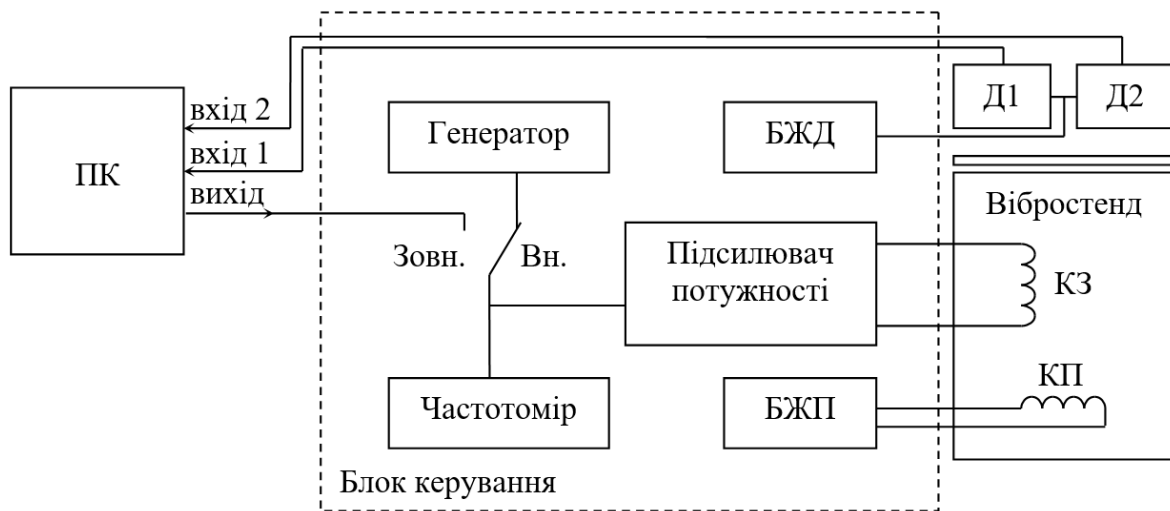 Д1
Д2
вхід 2
Генератор
БЖД
вхід 1
ПК
вихід
Вібростенд
Зовн.
Вн.
Підсилювач
потужності
КЗ
КП
Частотомір
БЖП
Блок керування